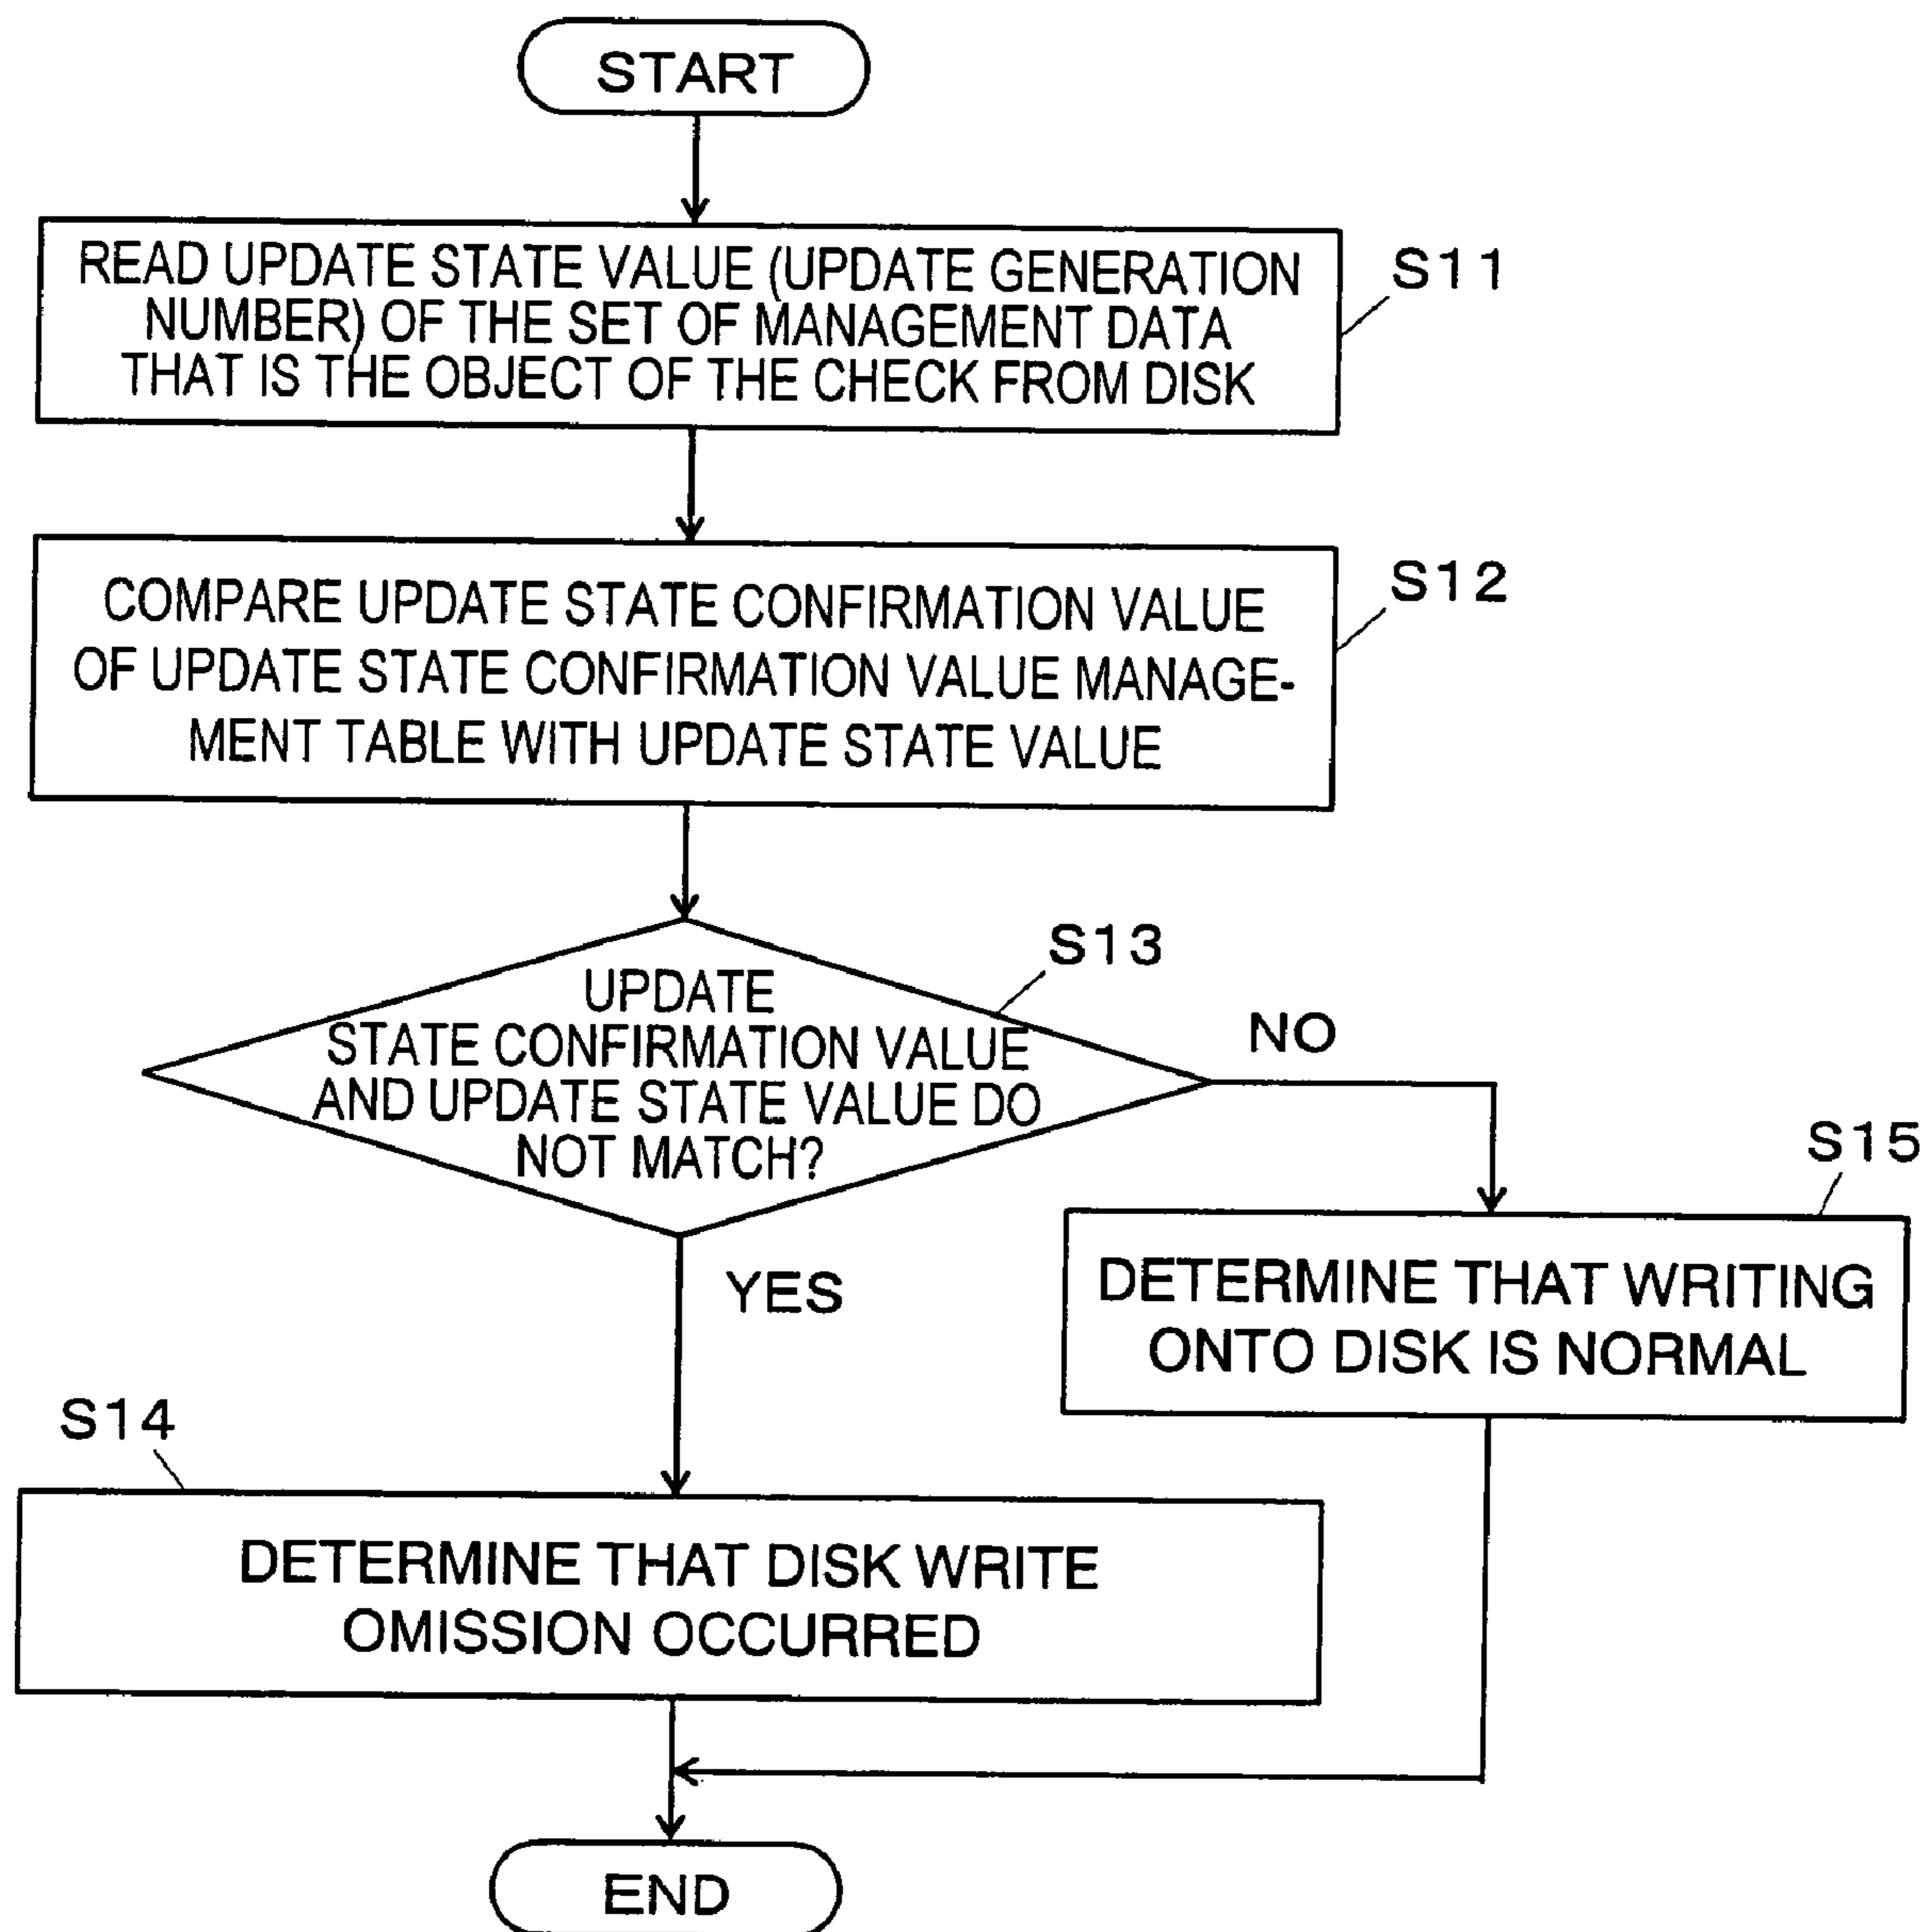 START
READ UPDATE STATE VALUE (UPDATE GENERATION
NUMBER) OF THE SET OF MANAGEMENT DATA
THAT IS THE OBJECT OF THE CHECK FROM DISK
S11
COMPARE UPDATE STATE CONFIRMATION VALUE
OF UPDATE STATE CONFIRMATION VALUE MANAGE-
MENT TABLE WITH UPDATE STATE VALUE
S12
UPDATE
STATE CONFIRMATION VALUE
AND UPDATE STATE VALUE DO
NOT MATCH?
S13
NO
YES
S15
DETERMINE THAT WRITING
ONTO DISK IS NORMAL
S14
DETERMINE THAT DISK WRITE
OMISSION OCCURRED
END